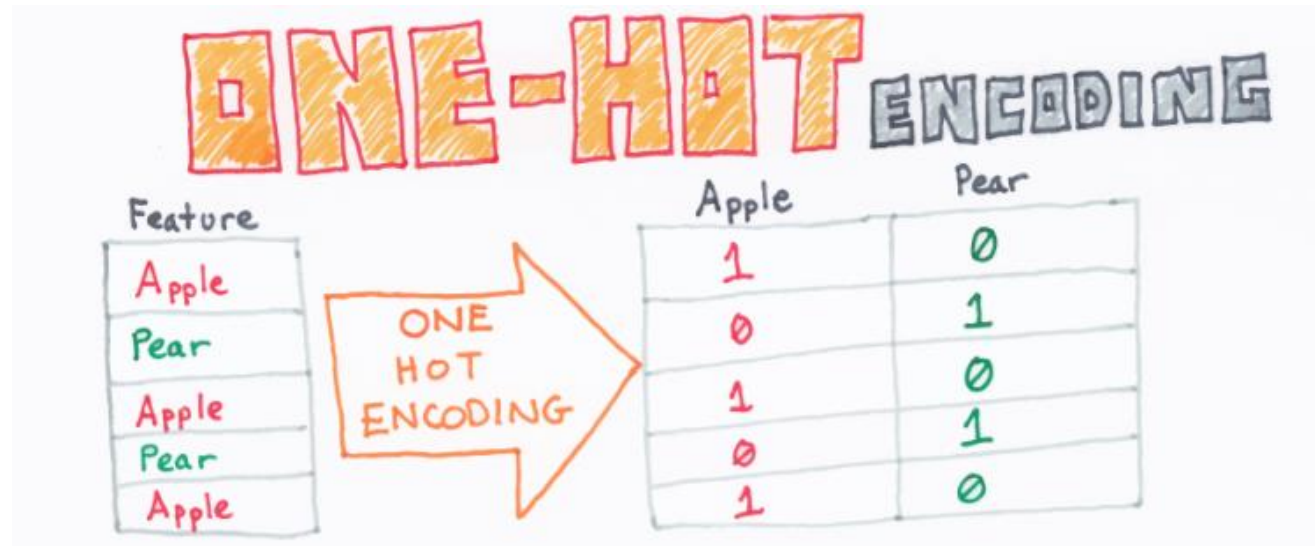 ONE-HOT ENCODING
Feature
Apple
Pear
Apple
Pear
Apple
ONE
HOT
ENCODING
Apple Pear
1 0
0 1
1 0
0 1
1 0